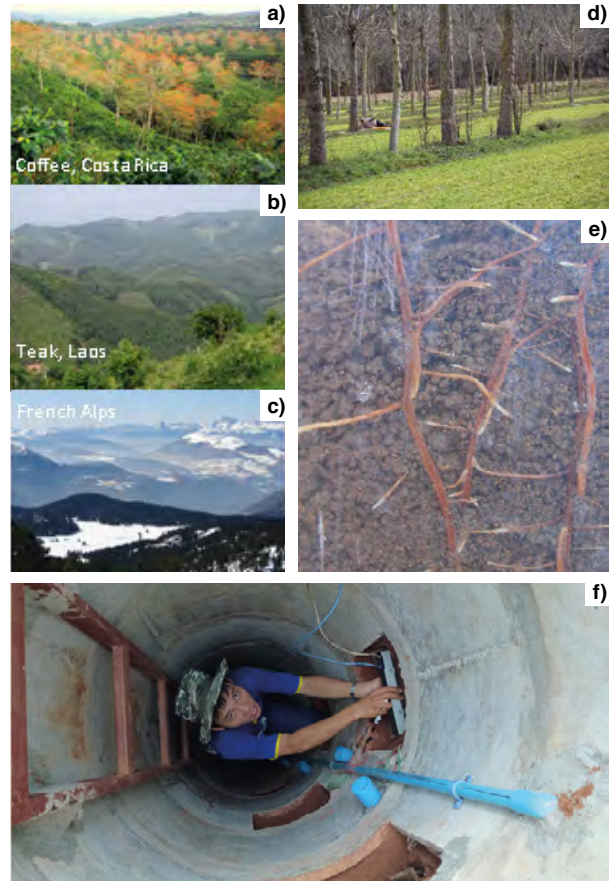 a)
Coffee, Costa Rica
b)
Teak, Laos
c)
French Alps
d)
e)
f)